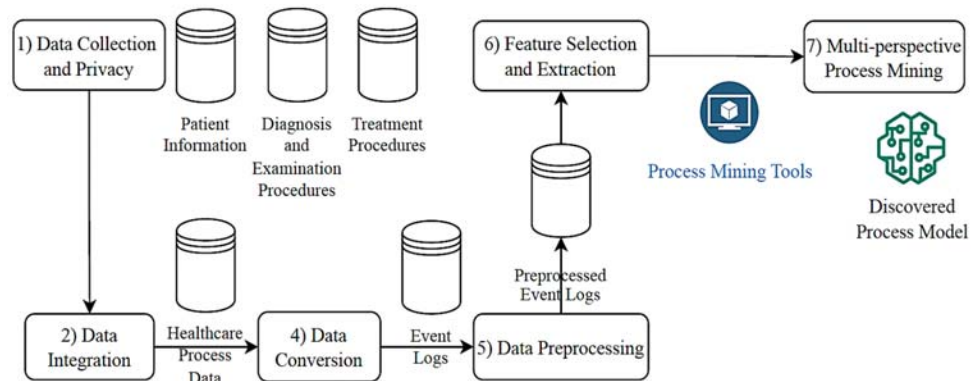 1) Data Collection
and Privacy
Patient
Information
Diagnosis
and
Examination
Procedures
Treatment
Procedures
6) Feature Selection
and Extraction
7) Multi-perspective
Process Mining
Process Mining Tools
Discovered
Process Model
Preprocessed
Event Logs
2) Data
Integration
Healthcare
Process
Data
4) Data
Conversion
Event
Logs
5) Data Preprocessing